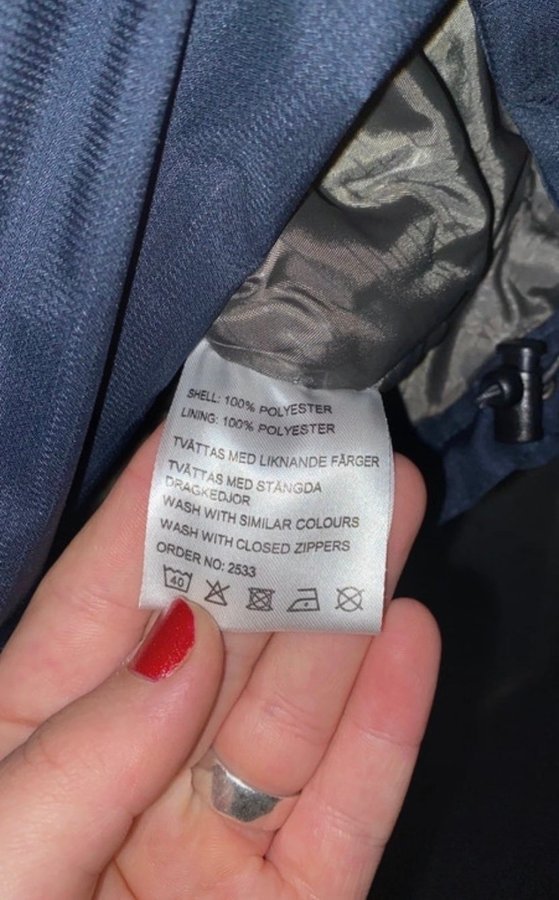 SHELL: 100% POLYESTER
LINING: 100% POLYESTER
TVÄTTAS MED LIKNANDE FÄRGER
TVÄTTAS MED STÄNGDA
DRAGKEDJOR
WASH WITH SIMILAR COLOURS
WASH WITH CLOSED ZIPPERS
ORDER NO: 2533
40